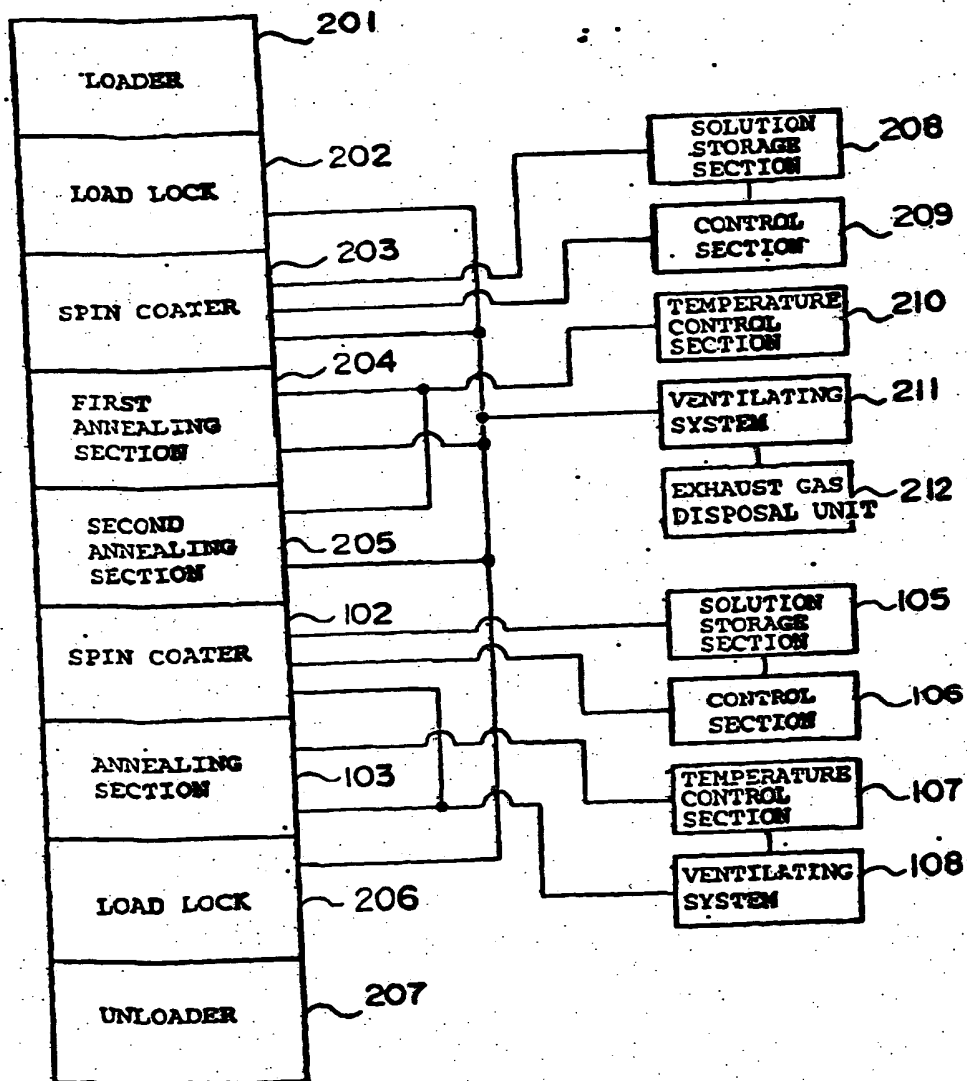 201
LOADER
202
LOAD LOCK
203
SPIN COATER
204
FIRST
ANNEALING
SECTION
SECOND
ANNEALING
SECTION
205
102
SPIN COATER
ANNEALING
SECTION
103
LOAD LOCK
206
UNLOADER
207
SOLUTION
STORAGE
SECTION
208
CONTROL
SECTION
209
TEMPERATURE
CONTROL
SECTION
210
VENTILATING
SYSTEM
211
EXHAUST GAS
DISPOSAL UNIT
212
SOLUTION
STORAGE
SECTION
105
CONTROL
SECTION
106
TEMPERATURE
CONTROL
SECTION
107
VENTILATING
SYSTEM
108